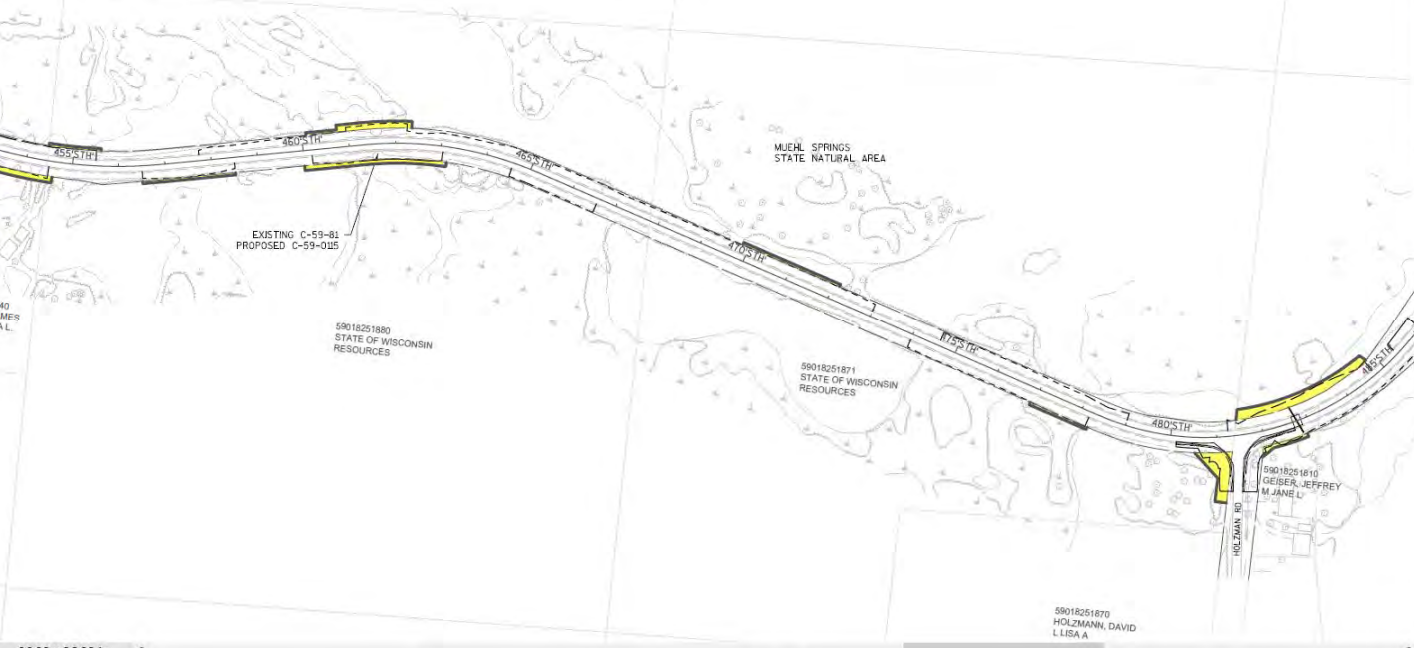 455'STH'
460'STH'
465'STH'
MUEHL SPRINGS
STATE NATURAL AREA
EXISTING C-59-81
PROPOSED C-59-0115
470'STH'
40
MES
A L.
59018251880
STATE OF WISCONSIN
RESOURCES
475'STH'
59018251871
STATE OF WISCONSIN
RESOURCES
485'STH'
480'STH'
59018251810
GEISER, JEFFREY
M JANE L
HOLZMAN RD
59018251870
HOLZMANN, DAVID
L LISA A